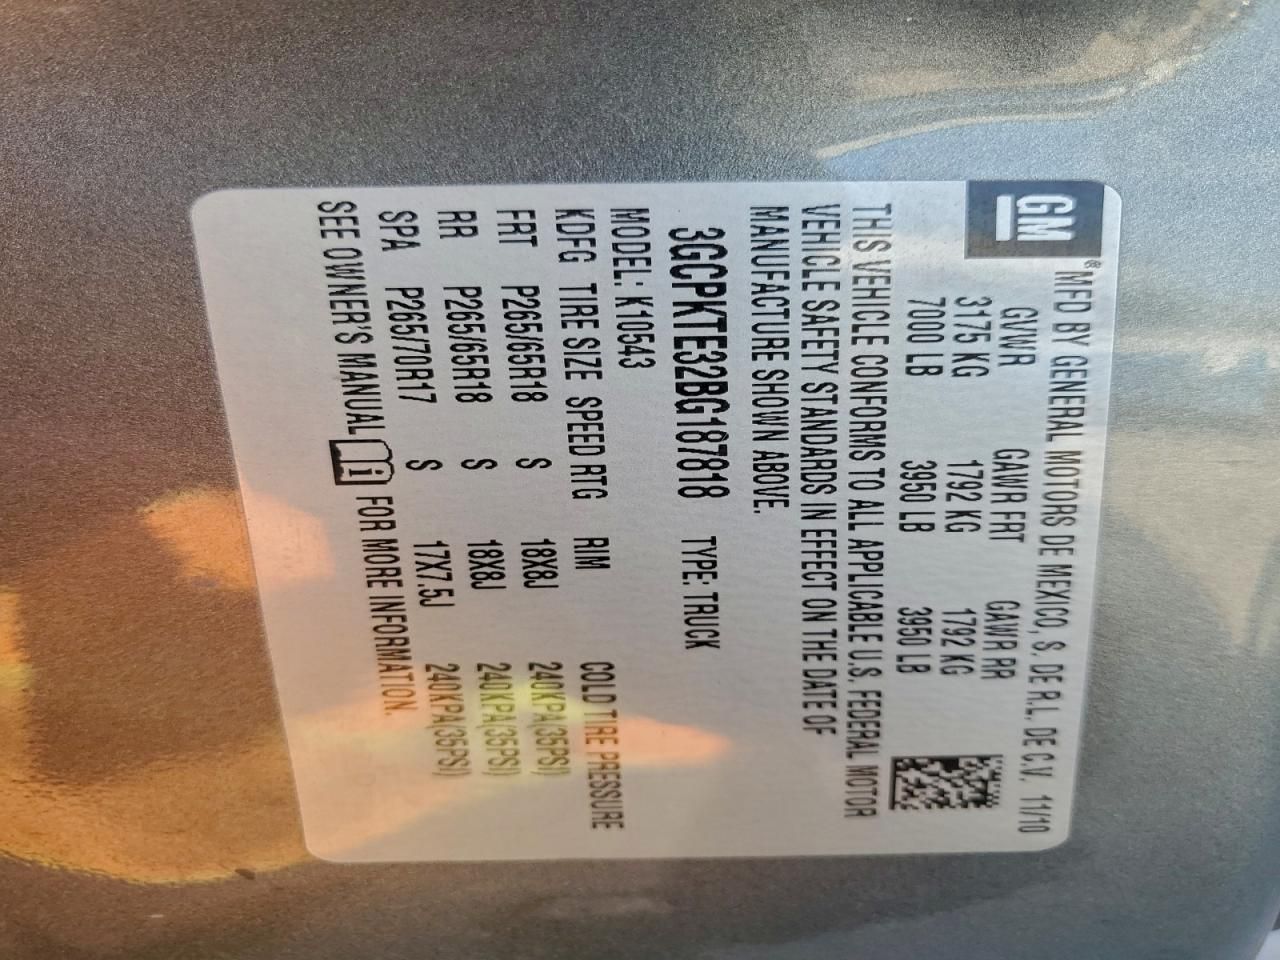 GM
®MFD BY GENERAL MOTORS DE MEXICO, S. DE R.L. DE C.V. 11/10
GVWR GAWR FRT GAWR RR
3175 KG 1792 KG 1792 KG
7000 LB 3950 LB 3950 LB
THIS VEHICLE CONFORMS TO ALL APPLICABLE U.S. FEDERAL MOTOR
VEHICLE SAFETY STANDARDS IN EFFECT ON THE DATE OF
MANUFACTURE SHOWN ABOVE.
3GCPKTE32BG187818 TYPE: TRUCK
MODEL: K10543
KDFG TIRE SIZE SPEED RTG RIM COLD TIRE PRESSURE
FRT P265/65R18 S 18X8J 240KPA(35PSI)
RR P265/65R18 S 18X8J 240KPA(35PSI)
SPA P265/70R17 S 17X7.5J 240KPA(35PSI)
SEE OWNER'S MANUAL i FOR MORE INFORMATION.